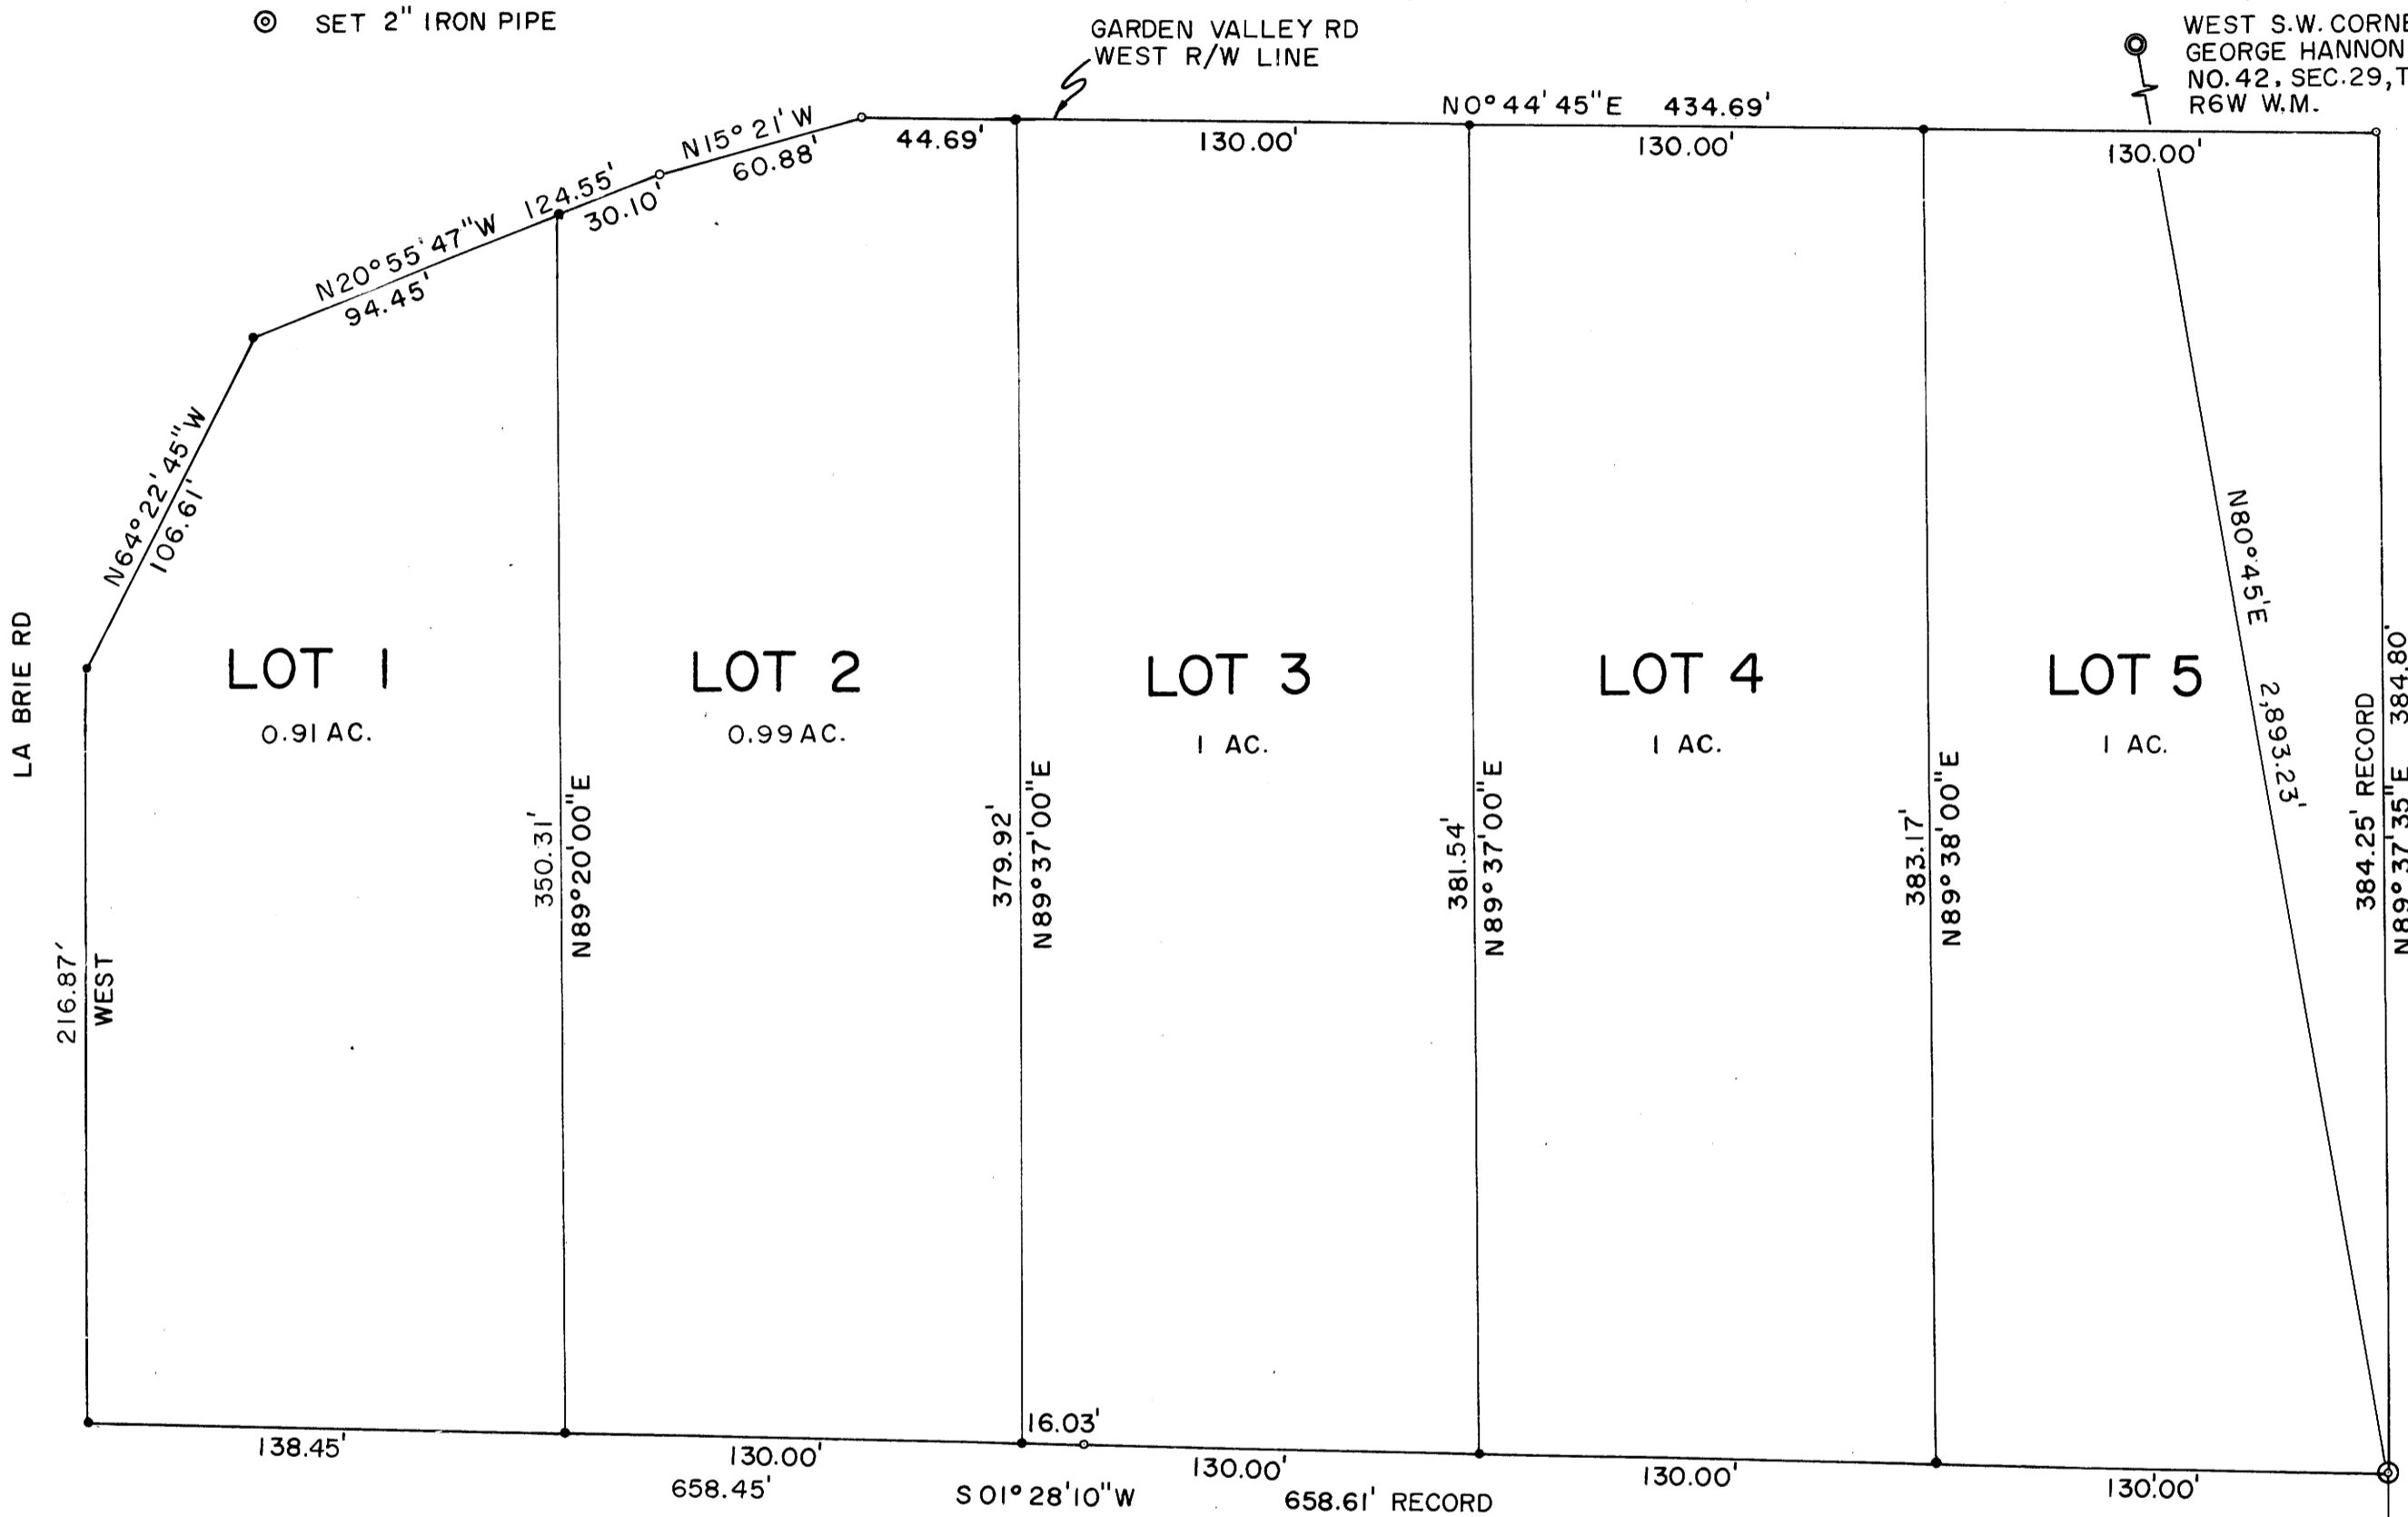 SET 2" IRON PIPE
GARDEN VALLEY RD
WEST R/W LINE
WEST S.W. CORNE
GEORGE HANNON
NO. 42, SEC. 29, T
R6W W.M.
N0°44'45"E 434.69'
N15°21'W
60.88'
44.69'
130.00'
130.00'
130.00'
124.55'
30.10'
N20°55'47"W
94.45'
N64°22'45"W
106.61'
LA BRIE RD
LOT 1
0.91 AC.
LOT 2
0.99 AC.
LOT 3
1 AC.
LOT 4
1 AC.
LOT 5
1 AC.
216.87'
WEST
350.31'
N89°20'00"E
379.92'
N89°37'00"E
381.54'
N89°37'00"E
383.17'
N89°38'00"E
N80°45'E 2,893.23'
384.25' RECORD
N89°37'35"E 384.80'
16.03'
138.45'
130.00'
130.00'
130.00'
130.00'
658.45'
S 01°28'10"W
658.61' RECORD